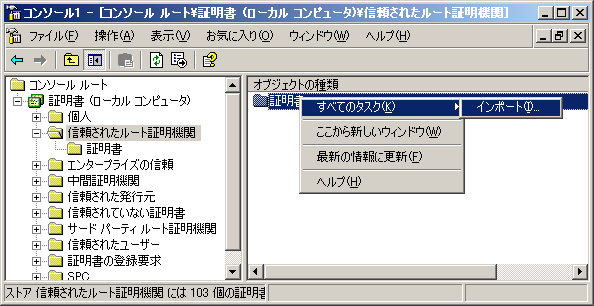 コンソール1 - [コンソール ルート¥証明書 (ローカル コンピュータ)¥信頼されたルート証明機関]
ファイル(F) 操作(A) 表示(V) お気に入り(O) ウィンドウ(W) ヘルプ(H)
コンソール ルート
証明書 (ローカル コンピュータ)
個人
信頼されたルート証明機関
証明書
エンタープライズの信頼
中間証明機関
信頼された発行元
信頼されていない証明書
サード パーティ ルート証明機関
信頼されたユーザー
証明書の登録要求
SPC
オブジェクトの種類
証明書
すべてのタスク(K)
インポート(I)...
ここから新しいウィンドウ(W)
最新の情報に更新(F)
ヘルプ(H)
ストア 信頼されたルート証明機関 には 103 個の証明書